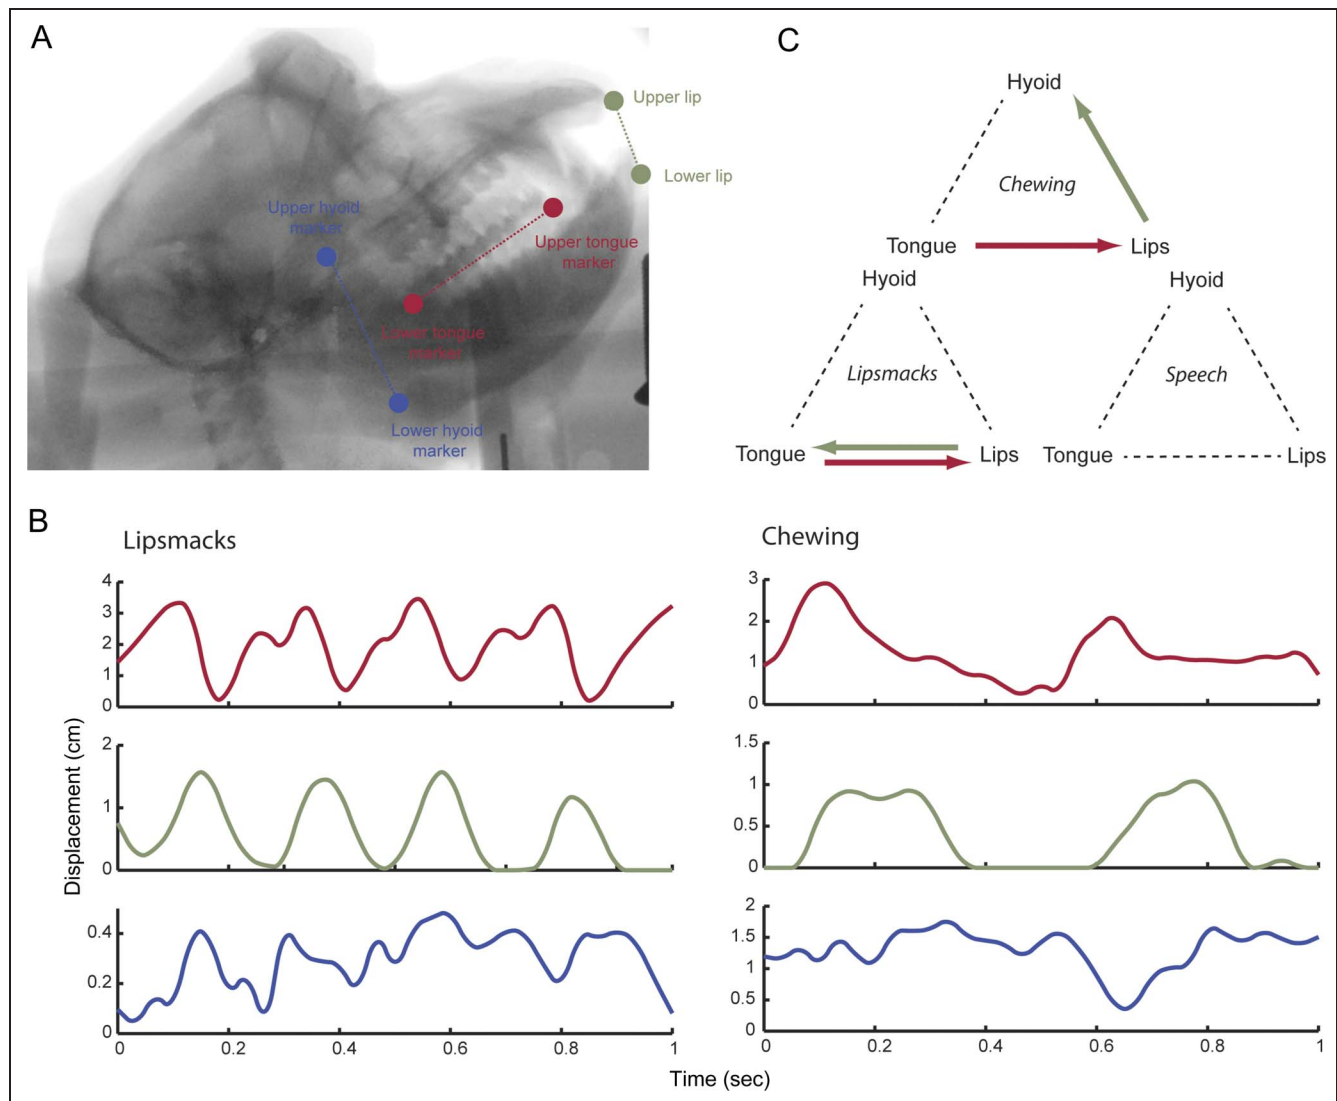 A
Upper lip
Lower lip
Upper hyoid
marker
Upper tongue
marker
Lower tongue
marker
Lower hyoid
marker
C
Hyoid
Chewing
Tongue
Lips
Hyoid
Lipsmacks
Tongue
Lips
Hyoid
Speech
Tongue
Lips
B
Displacement (cm)
Lipsmacks
4
3
2
1
0
2
1
0
0.4
0.2
0
0
0.2
0.4
0.6
0.8
1
Chewing
3
2
1
0
1.5
1
0.5
0
2
1.5
1
0.5
0
0
0.2
0.4
0.6
0.8
1
Time (sec)